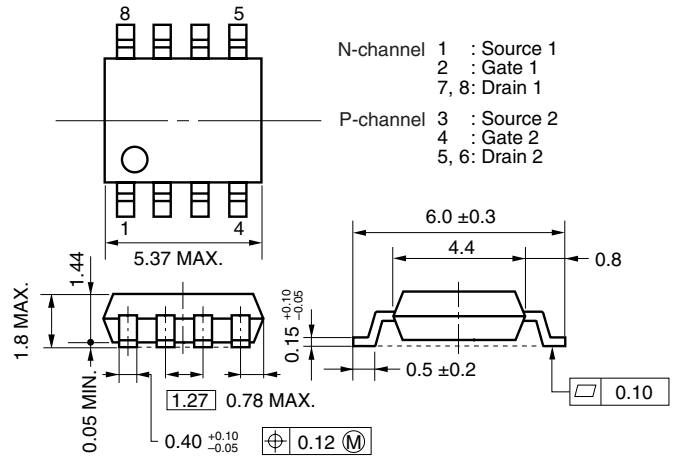 8 5
N-channel 1 : Source 1
2 : Gate 1
7, 8: Drain 1
P-channel 3 : Source 2
4 : Gate 2
5, 6: Drain 2
1 4
5.37 MAX.
6.0 ±0.3
4.4
0.8
1.44
1.8 MAX.
0.05 MIN.
0.15 +0.10 –0.05
0.5 ±0.2
0.10
1.27 0.78 MAX.
0.40 +0.10 –0.05
0.12 Ⓜ